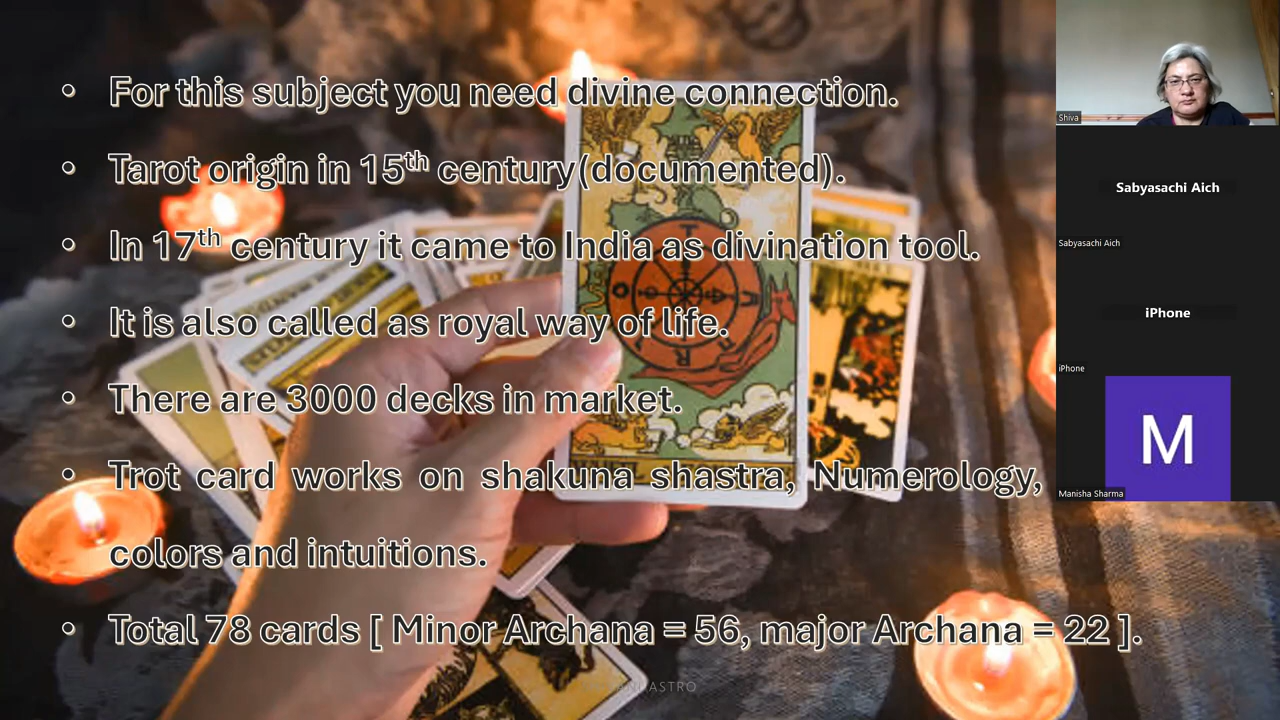 • For this subject you need divine connection.
• Tarot origin in 15th century(documented).
• In 17th century it came to India as divination tool.
• It is also called as royal way of life.
• There are 3000 decks in market.
• Trot card works on shakuna shastra, Numerology,
colors and intuitions.
• Total 78 cards [ Minor Archana = 56, major Archana = 22 ].
Shiva
Sabyasachi Aich
Sabyasachi Aich
iPhone
iPhone
M
Manisha Sharma